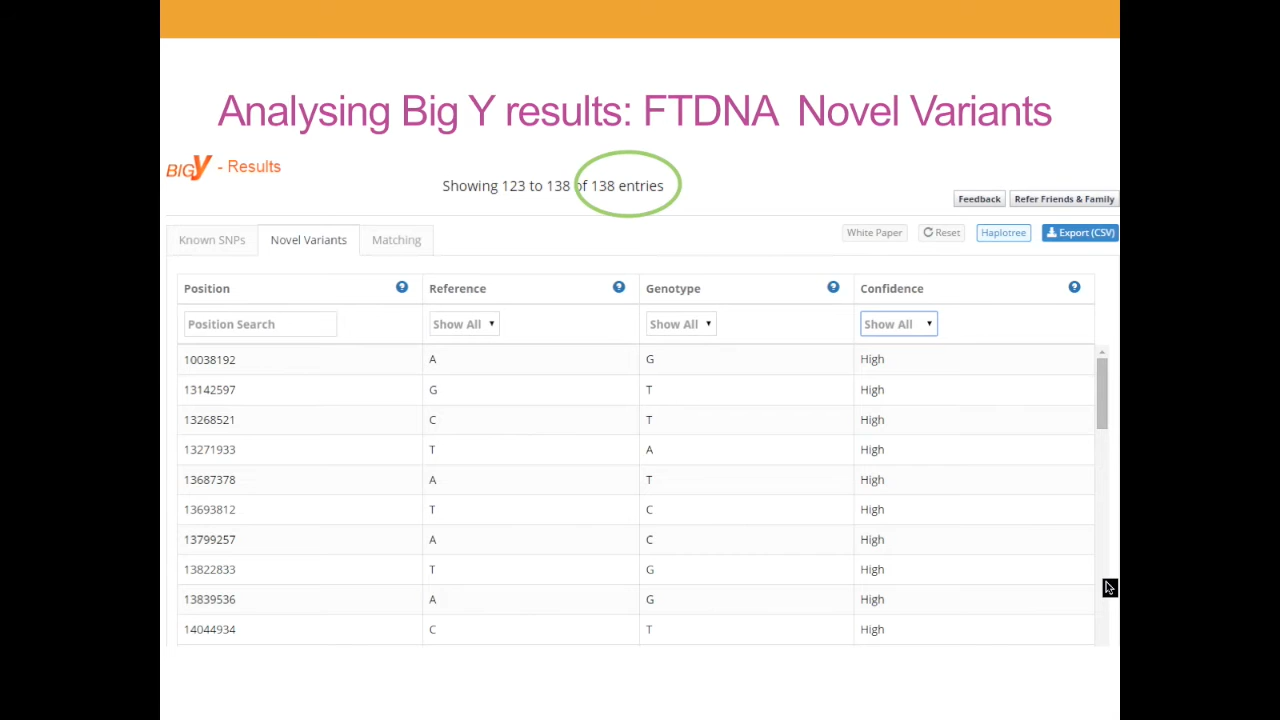 Analysing Big Y results: FTDNA Novel Variants
BIGY - Results
Showing 123 to 138 of 138 entries
Feedback Refer Friends & Family
Known SNPs Novel Variants Matching White Paper Reset Haplotree Export (CSV)
Position ? Reference ? Genotype ? Confidence ?
Position Search Show All Show All Show All
10038192 A G High
13142597 G T High
13268521 C T High
13271933 T A High
13687378 A T High
13693812 T C High
13799257 A C High
13822833 T G High
13839536 A G High
14044934 C T High